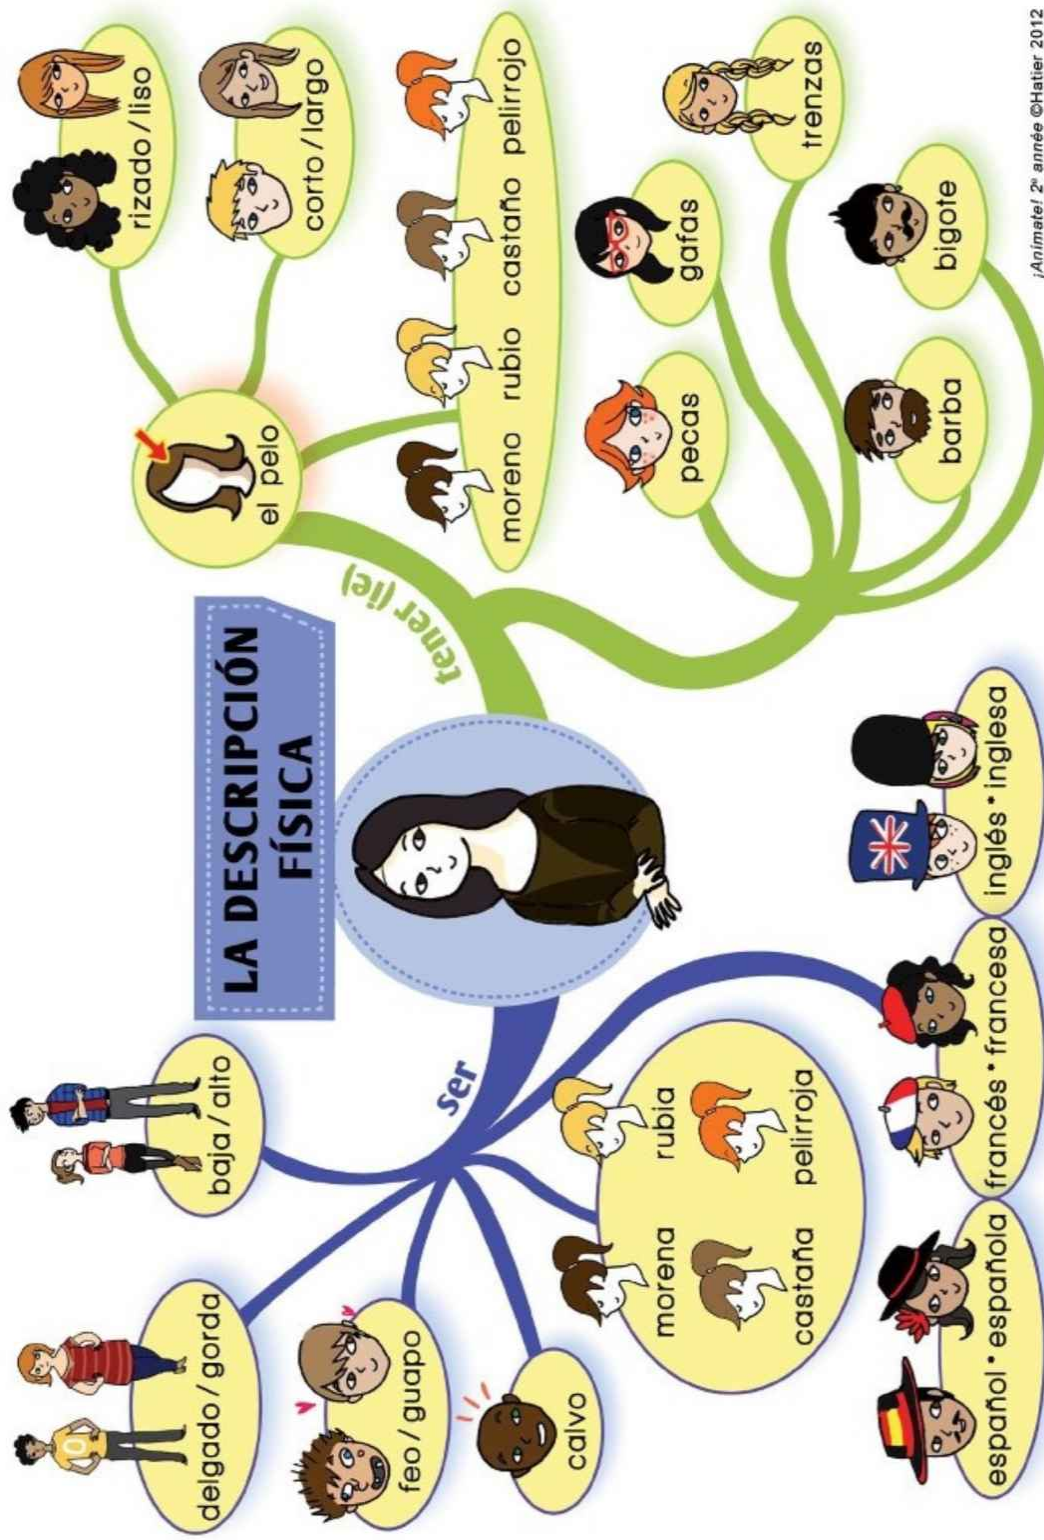 LA DESCRIPCIÓN
FÍSICA
ser
delgado / gorda
baja / alto
feo / guapo
calvo
morena rubia
castaña pelirroja
español • española
francés • francesa
inglés • inglesa
tener (ie)
el pelo
rizado / liso
corto / largo
moreno rubio castaño pelirrojo
pecas
gafas
trenzas
barba
bigote
¡Anímate! 2e année ©Hatier 2012